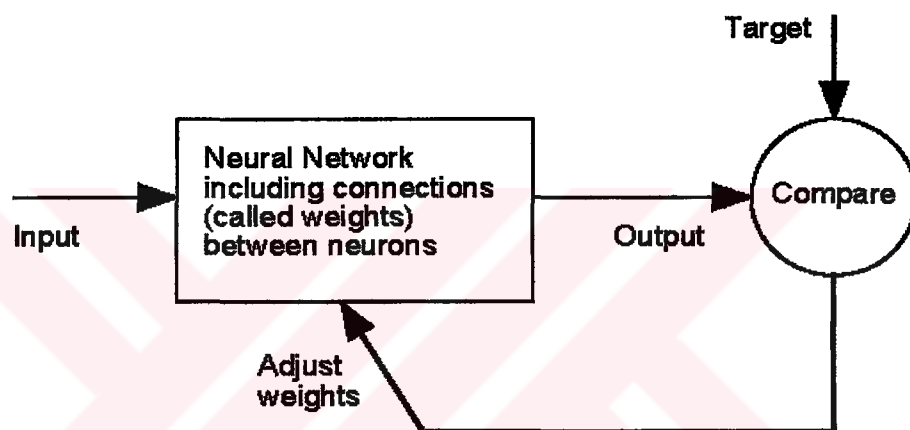 Target
Neural Network
including connections
(called weights)
between neurons
Compare
Input
Output
Adjust
weights